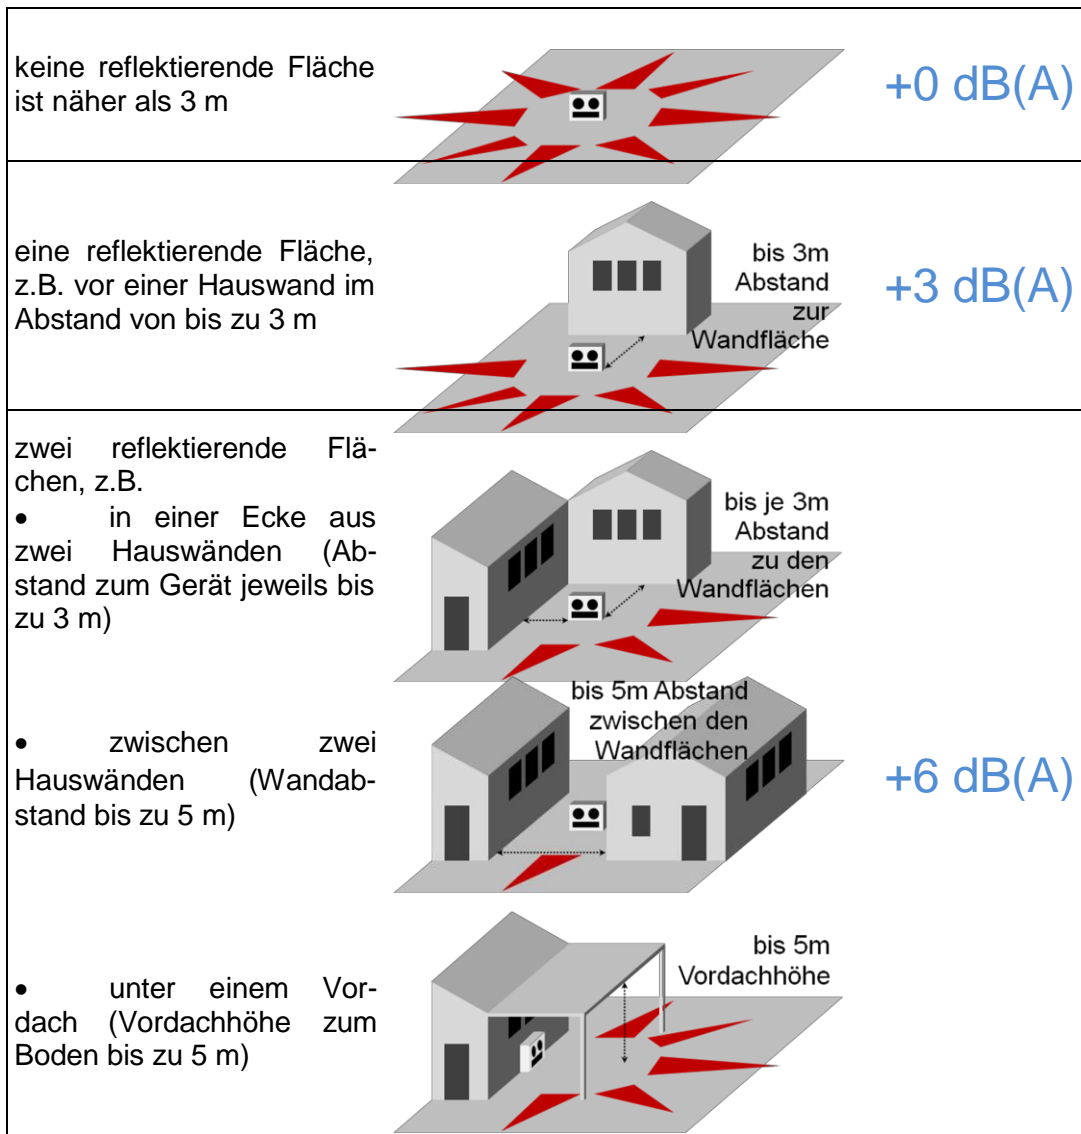 keine reflektierende Fläche
ist näher als 3 m
+0 dB(A)
eine reflektierende Fläche,
z.B. vor einer Hauswand im
Abstand von bis zu 3 m
bis 3m
Abstand
zur
Wandfläche
+3 dB(A)
zwei reflektierende Flä-
chen, z.B.
• in einer Ecke aus
zwei Hauswänden (Ab-
stand zum Gerät jeweils bis
zu 3 m)
bis je 3m
Abstand
zu den
Wandflächen
• zwischen zwei
Hauswänden (Wandab-
stand bis zu 5 m)
bis 5m Abstand
zwischen den
Wandflächen
+6 dB(A)
• unter einem Vor-
dach (Vordachhöhe zum
Boden bis zu 5 m)
bis 5m
Vordachhöhe